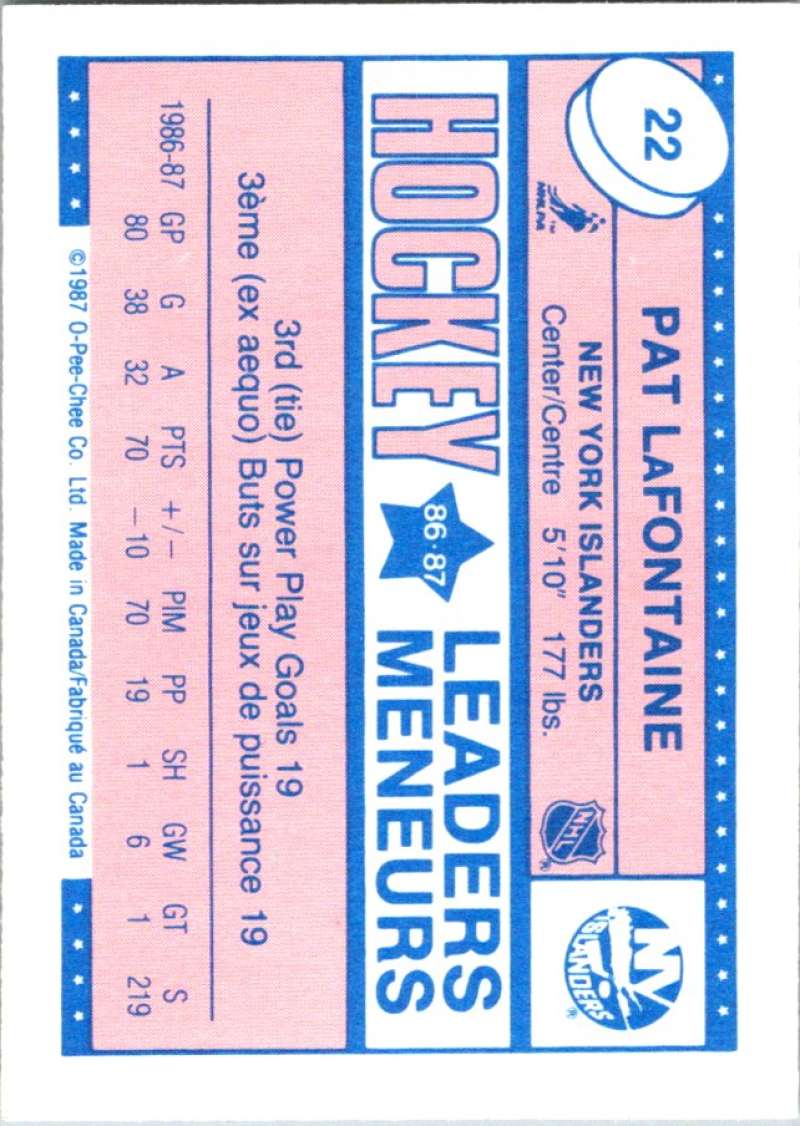 22
PAT LAFONTAINE
NHLPA™
NEW YORK ISLANDERS
Center/Centre 5'10" 177 lbs.
NHL ®
NY
ISLANDERS ®
HOCKEY
86·87
LEADERS
MENEURS
3rd (tie) Power Play Goals 19
3ème (ex aequo) Buts sur jeux de puissance 19
1986-87 GP G A PTS +/− PIM PP SH GW GT S
80 38 32 70 −10 70 19 1 6 1 219
©1987 O-Pee-Chee Co. Ltd. Made in Canada/Fabriqué au Canada